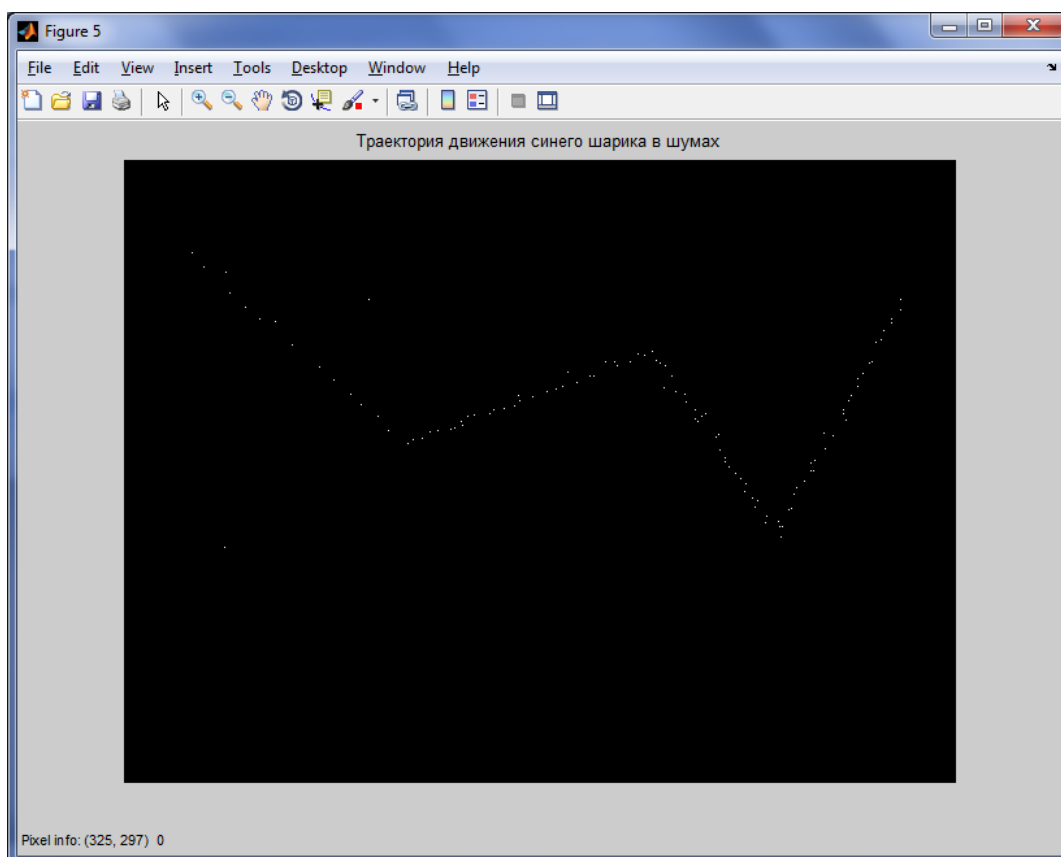 Figure 5
File Edit View Insert Tools Desktop Window Help
Траектория движения синего шарика в шумах
Pixel info: (325, 297) 0